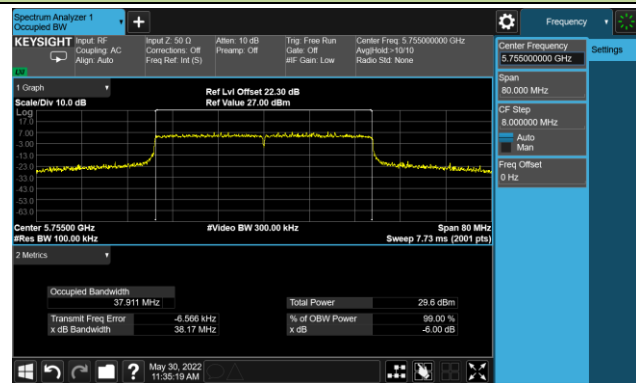 Spectrum Analyzer 1
Occupied BW
+
Frequency
KEYSIGHT
Input: RF
Coupling: AC
Align: Auto
Input Z: 50 Ω
Corrections: Off
Freq Ref: Int (S)
Atten: 10 dB
Preamp: Off
Trig: Free Run
Gate: Off
#IF Gain: Low
Center Freq: 5.755000000 GHz
Avg|Hold:>10/10
Radio Std: None
Center Frequency
5.755000000 GHz
Settings
Span
80.000 MHz
CF Step
8.000000 MHz
Auto
Man
Freq Offset
0 Hz
1 Graph
Scale/Div 10.0 dB
Ref Lvl Offset 22.30 dB
Ref Value 27.00 dBm
Log
17.0
7.00
-3.00
-13.0
-23.0
-33.0
-43.0
-53.0
-63.0
Center 5.75500 GHz
#Res BW 100.00 kHz
#Video BW 300.00 kHz
Span 80 MHz
Sweep 7.73 ms (2001 pts)
2 Metrics
Occupied Bandwidth
37.911 MHz
Transmit Freq Error -6.566 kHz
x dB Bandwidth 38.17 MHz
Total Power 29.6 dBm
% of OBW Power 99.00 %
x dB -6.00 dB
?
May 30, 2022
11:35:19 AM